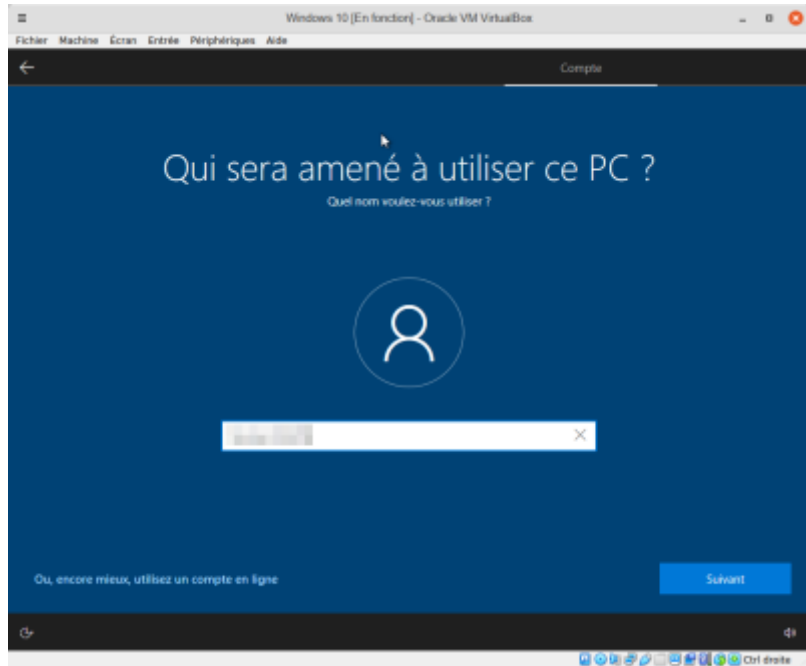 Windows 10 [En fonction] - Oracle VM VirtualBox
Fichier Machine Écran Entrée Périphériques Aide
Compte
Qui sera amené à utiliser ce PC ?
Quel nom voulez-vous utiliser ?
Ou, encore mieux, utilisez un compte en ligne
Suivant
Ctrl droite